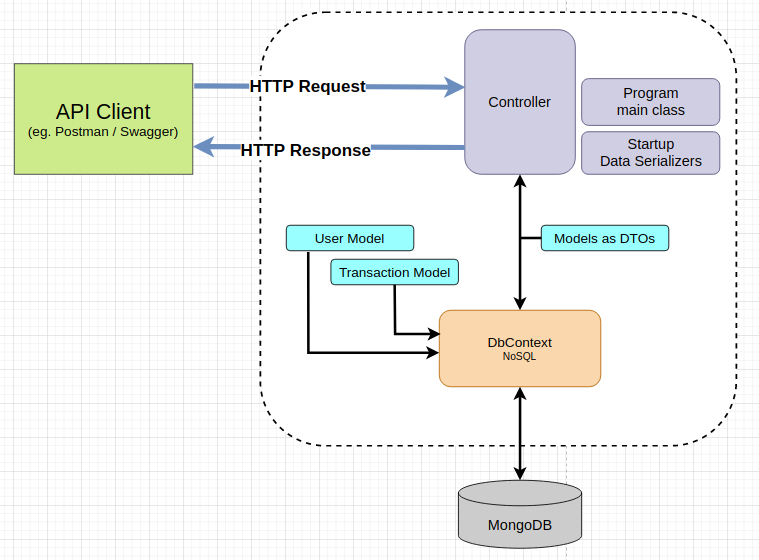 API Client
(eg. Postman / Swagger)
HTTP Request
HTTP Response
Controller
Program
main class
Startup
Data Serializers
User Model
Transaction Model
Models as DTOs
DbContext
NoSQL
MongoDB